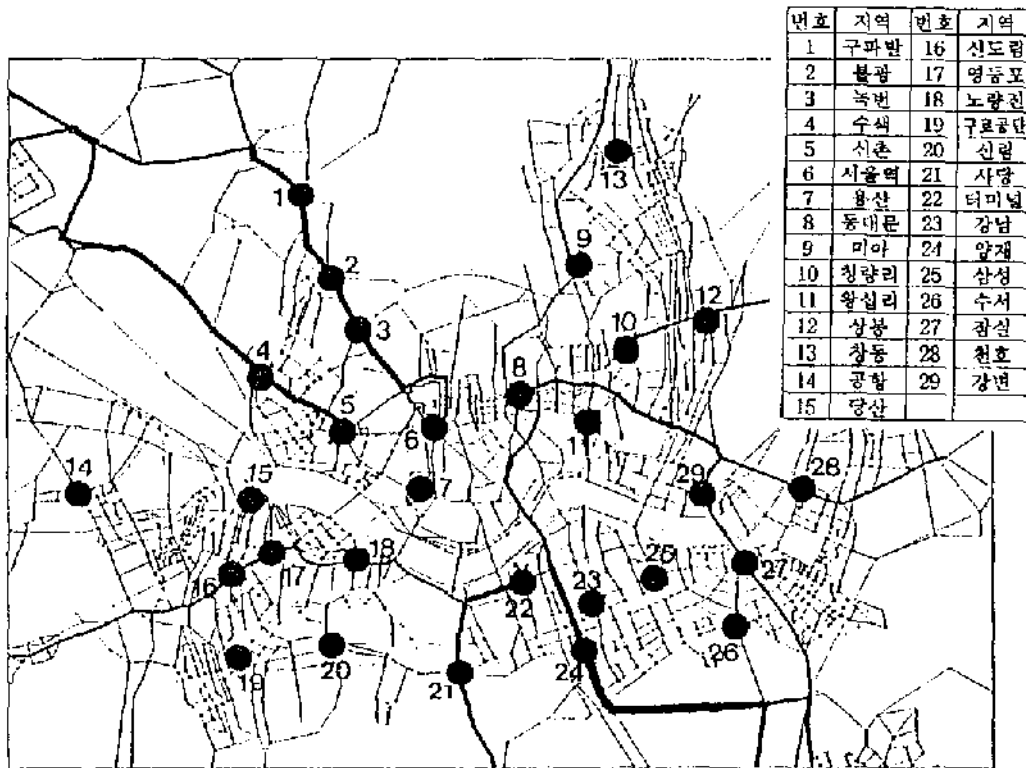 번호 지역 번호 지역
1 구파발 16 신도림
2 불광 17 영등포
3 녹번 18 노량진
4 수색 19 구로공단
5 신촌 20 신림
6 서울역 21 사당
7 용산 22 터미널
8 동대문 23 강남
9 미아 24 양재
10 청량리 25 삼성
11 왕십리 26 수서
12 상봉 27 잠실
13 창동 28 천호
14 공항 29 강변
15 당산
13
1
9
2
12
3
10
4
8
5
6
11
14
15
7
29
28
18
17
16
25
27
22
23
26
19
20
21
24